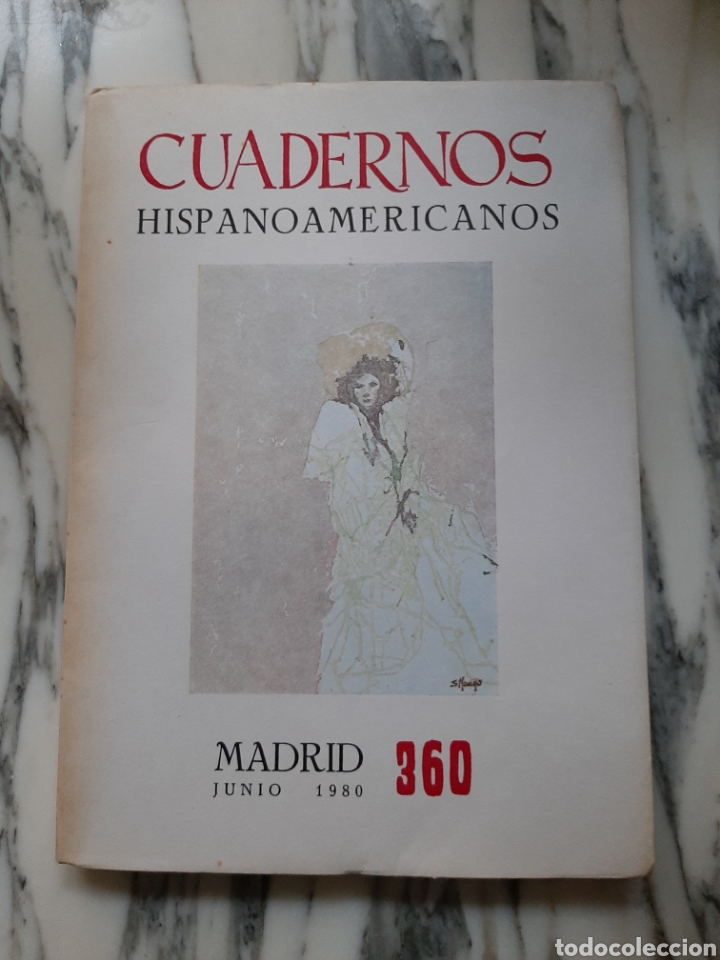 CUADERNOS
HISPANOAMERICANOS
MADRID 360
JUNIO 1980
todocoleccion